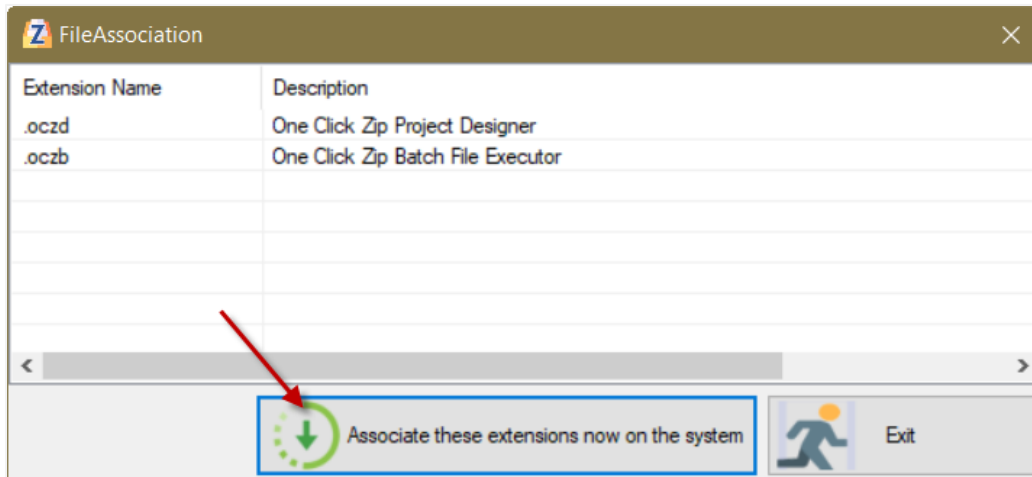 FileAssociation
Extension Name Description
.oczd One Click Zip Project Designer
.oczb One Click Zip Batch File Executor
Associate these extensions now on the system Exit